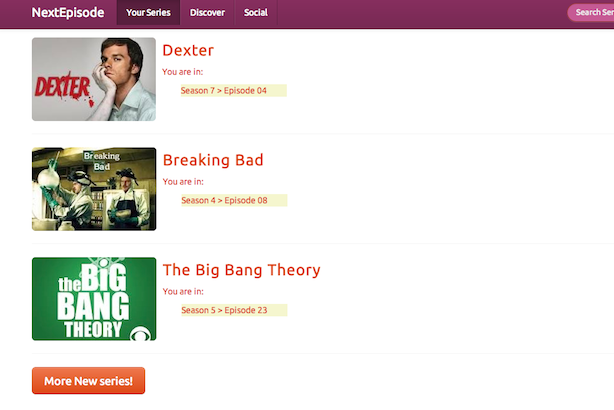 NextEpisode Your Series Discover Social Search Ser
DEXTER
Dexter
You are in:
Season 7 > Episode 04
Breaking
Bad
Breaking Bad
You are in:
Season 4 > Episode 08
the BIG
BANG
THEORY
The Big Bang Theory
You are in:
Season 5 > Episode 23
More New series!